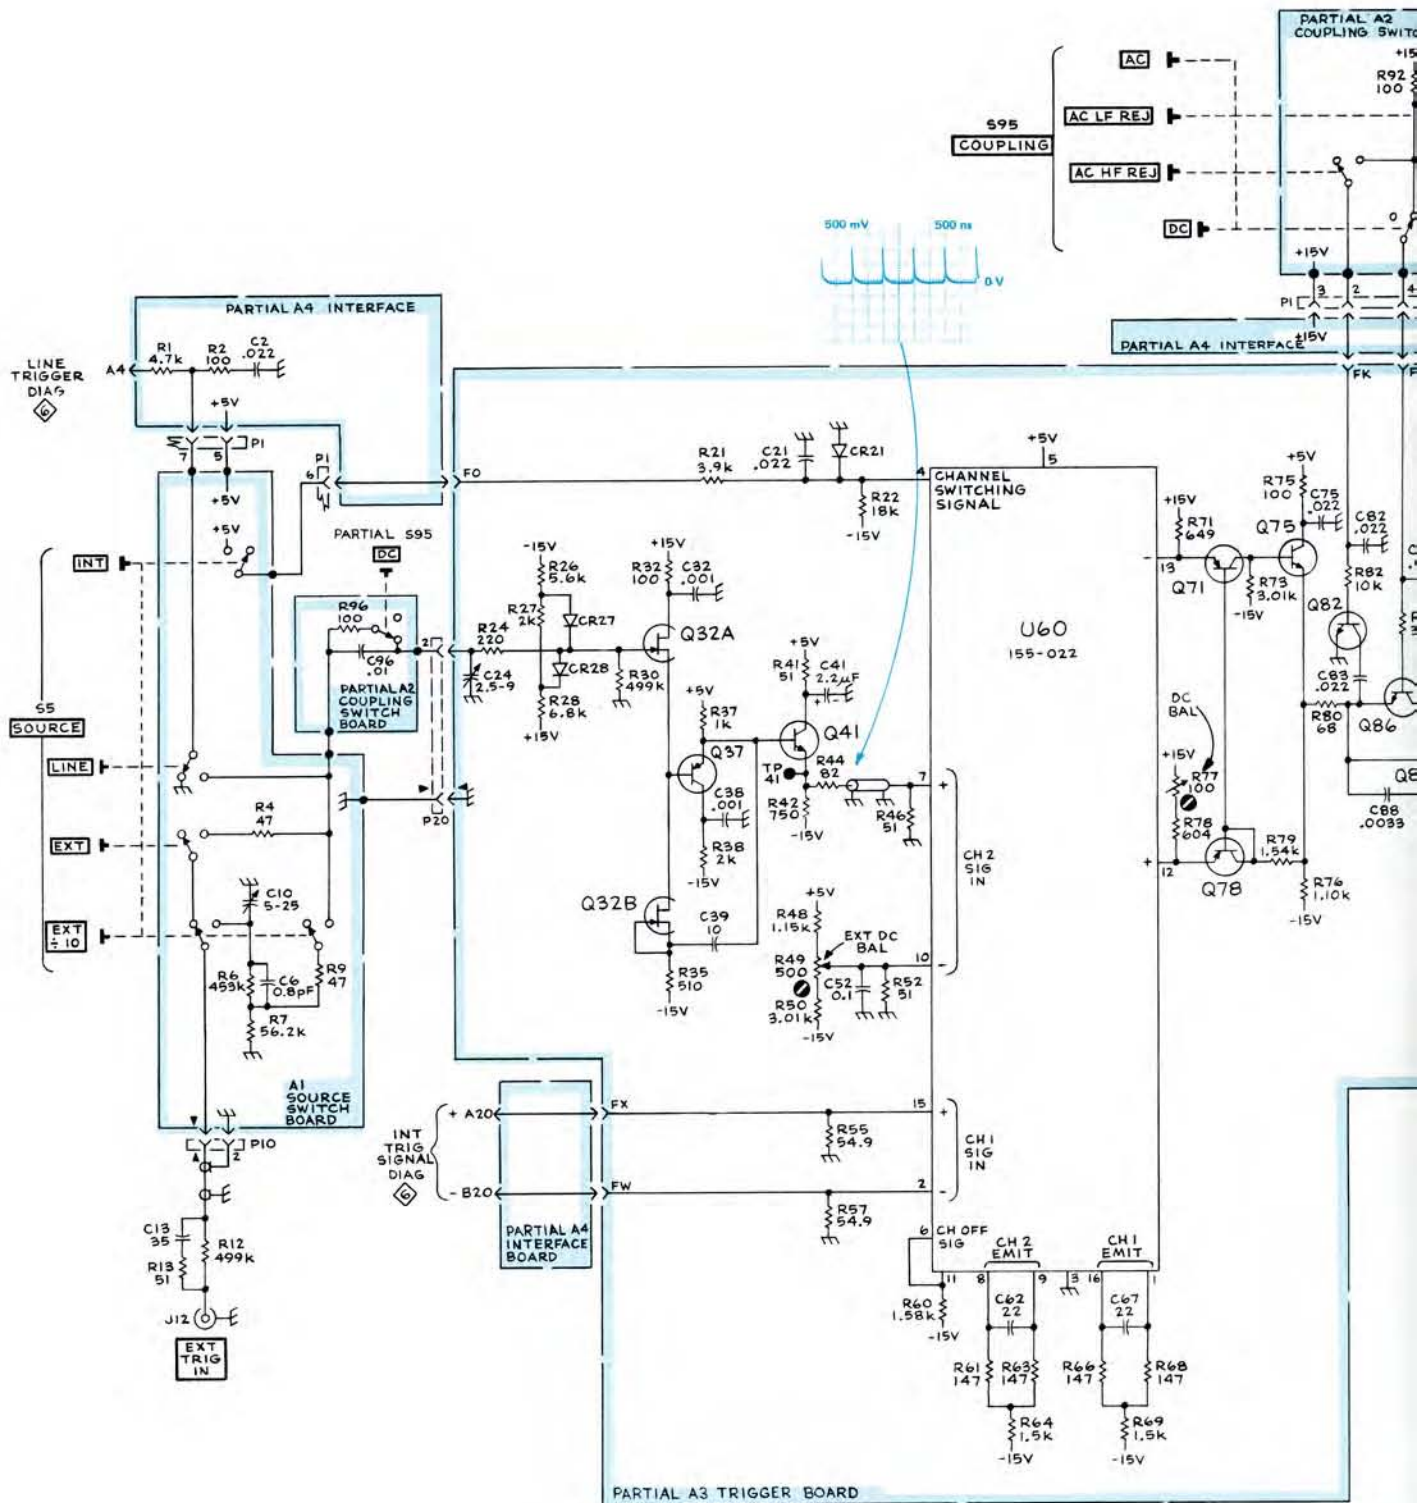 PARTIAL A2
COUPLING SWITC
+15
R92
100
S95
COUPLING
AC
AC LF REJ
AC HF REJ
DC
+15V
3
2
4
P1
+15V
PARTIAL A4 INTERFACE
FK
F
500 mV
500 ns
0 V
PARTIAL A4 INTERFACE
LINE
TRIGGER
DIAG
6
A4
R1
4.7k
R2
100
C2
.022
+5V
P1
7
5
+5V
+5V
P1
6
FO
PARTIAL S95
DC
INT
S5
SOURCE
LINE
EXT
EXT
÷ 10
R96
100
C96
.01
PARTIAL A2
COUPLING
SWITCH
BOARD
2
P20
R4
47
C10
5-25
R6
453k
C6
0.8pF
R9
47
R7
56.2k
A1
SOURCE
SWITCH
BOARD
P10
2
C13
35
R12
499k
R13
51
J12
EXT
TRIG
IN
R21
3.9k
C21
.022
CR21
R22
18k
-15V
4
CHANNEL
SWITCHING
SIGNAL
+5V
5
-15V
R26
5.6k
R27
2k
CR27
R24
220
C24
2.5-9
CR28
R28
6.8k
+15V
R30
499k
+15V
R32
100
C32
.001
Q32A
+5V
R37
1k
Q37
C38
.001
R38
2k
-15V
Q32B
C39
10
R35
510
-15V
+15V
R41
51
C41
2.2μF
+
-
Q41
TP
41
R44
82
R42
750
-15V
R46
51
7
+
CH 2
SIG
IN
10
-
+5V
R48
1.15k
EXT DC
BAL
R49
500
C52
0.1
R52
51
R50
3.01k
-15V
U60
155-022
-
13
+
12
+15V
R71
649
Q71
R73
3.01k
-15V
+5V
R75
100
C75
.022
Q75
C82
.022
R82
10k
Q82
C83
.022
R80
68
Q86
C88
.0033
DC
BAL
+15V
R77
100
R78
604
Q78
R79
1.54k
R76
1.10k
-15V
INT
TRIG
SIGNAL
DIAG
6
+ A20
- B20
FX
FW
PARTIAL A4
INTERFACE
BOARD
R55
54.9
R57
54.9
15
+
CH 1
SIG
IN
2
-
6
CH OFF
SIG
11
R60
1.58k
-15V
CH 2
EMIT
8
9
3
CH 1
EMIT
16
1
C62
22
C67
22
R61
147
R63
147
R66
147
R68
147
R64
1.5k
-15V
R69
1.5k
-15V
PARTIAL A3 TRIGGER BOARD